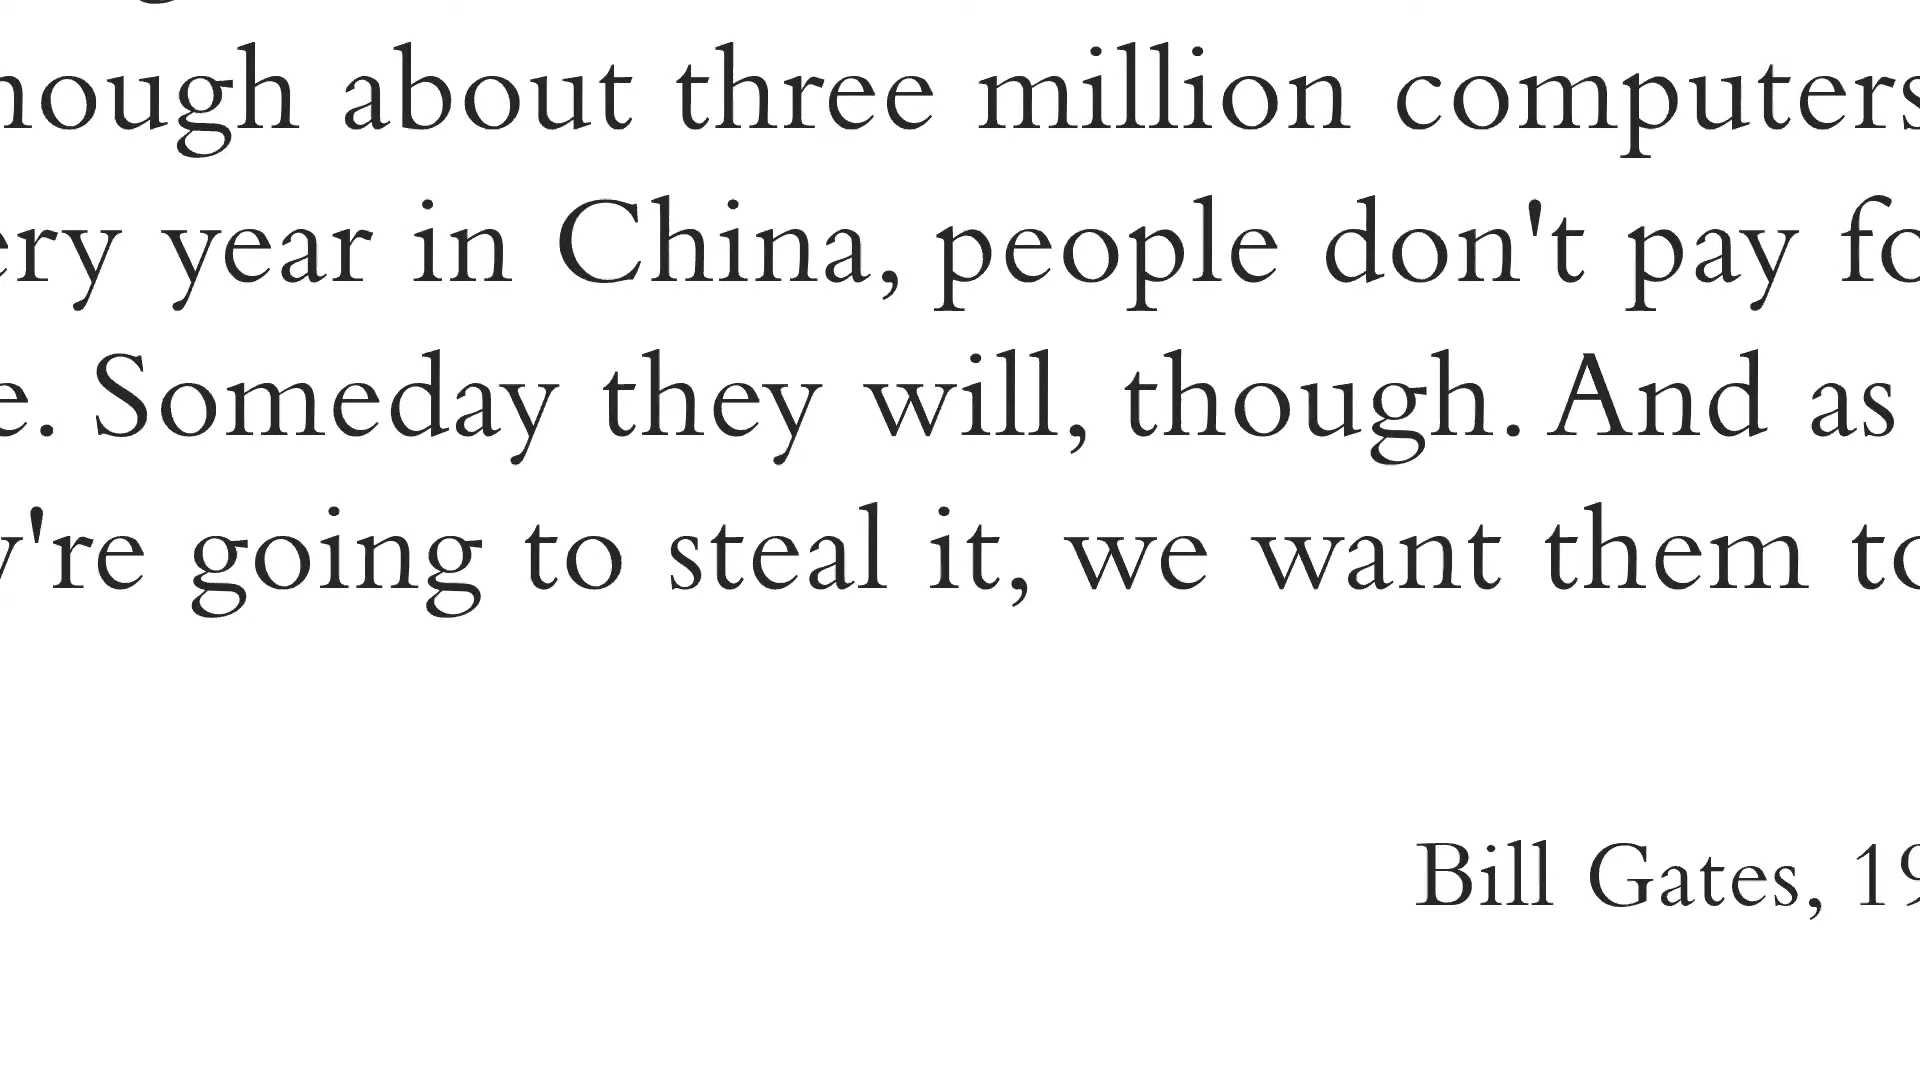 hough about three million computers
ery year in China, people don't pay fo
e. Someday they will, though. And as
y're going to steal it, we want them to
Bill Gates, 19